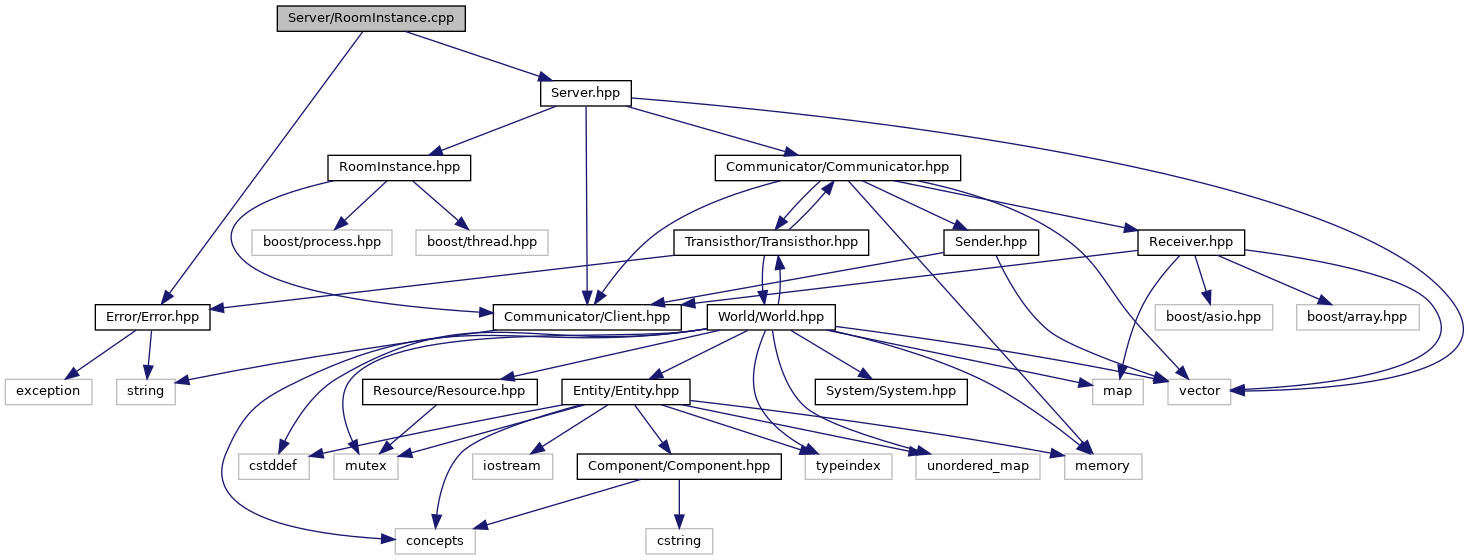 Server/RoomInstance.cpp
Server.hpp
RoomInstance.hpp
Communicator/Communicator.hpp
boost/process.hpp
boost/thread.hpp
Transisthor/Transisthor.hpp
Sender.hpp
Receiver.hpp
Error/Error.hpp
Communicator/Client.hpp
World/World.hpp
boost/asio.hpp
boost/array.hpp
exception
string
Resource/Resource.hpp
Entity/Entity.hpp
System/System.hpp
map
vector
cstddef
mutex
iostream
Component/Component.hpp
typeindex
unordered_map
memory
concepts
cstring